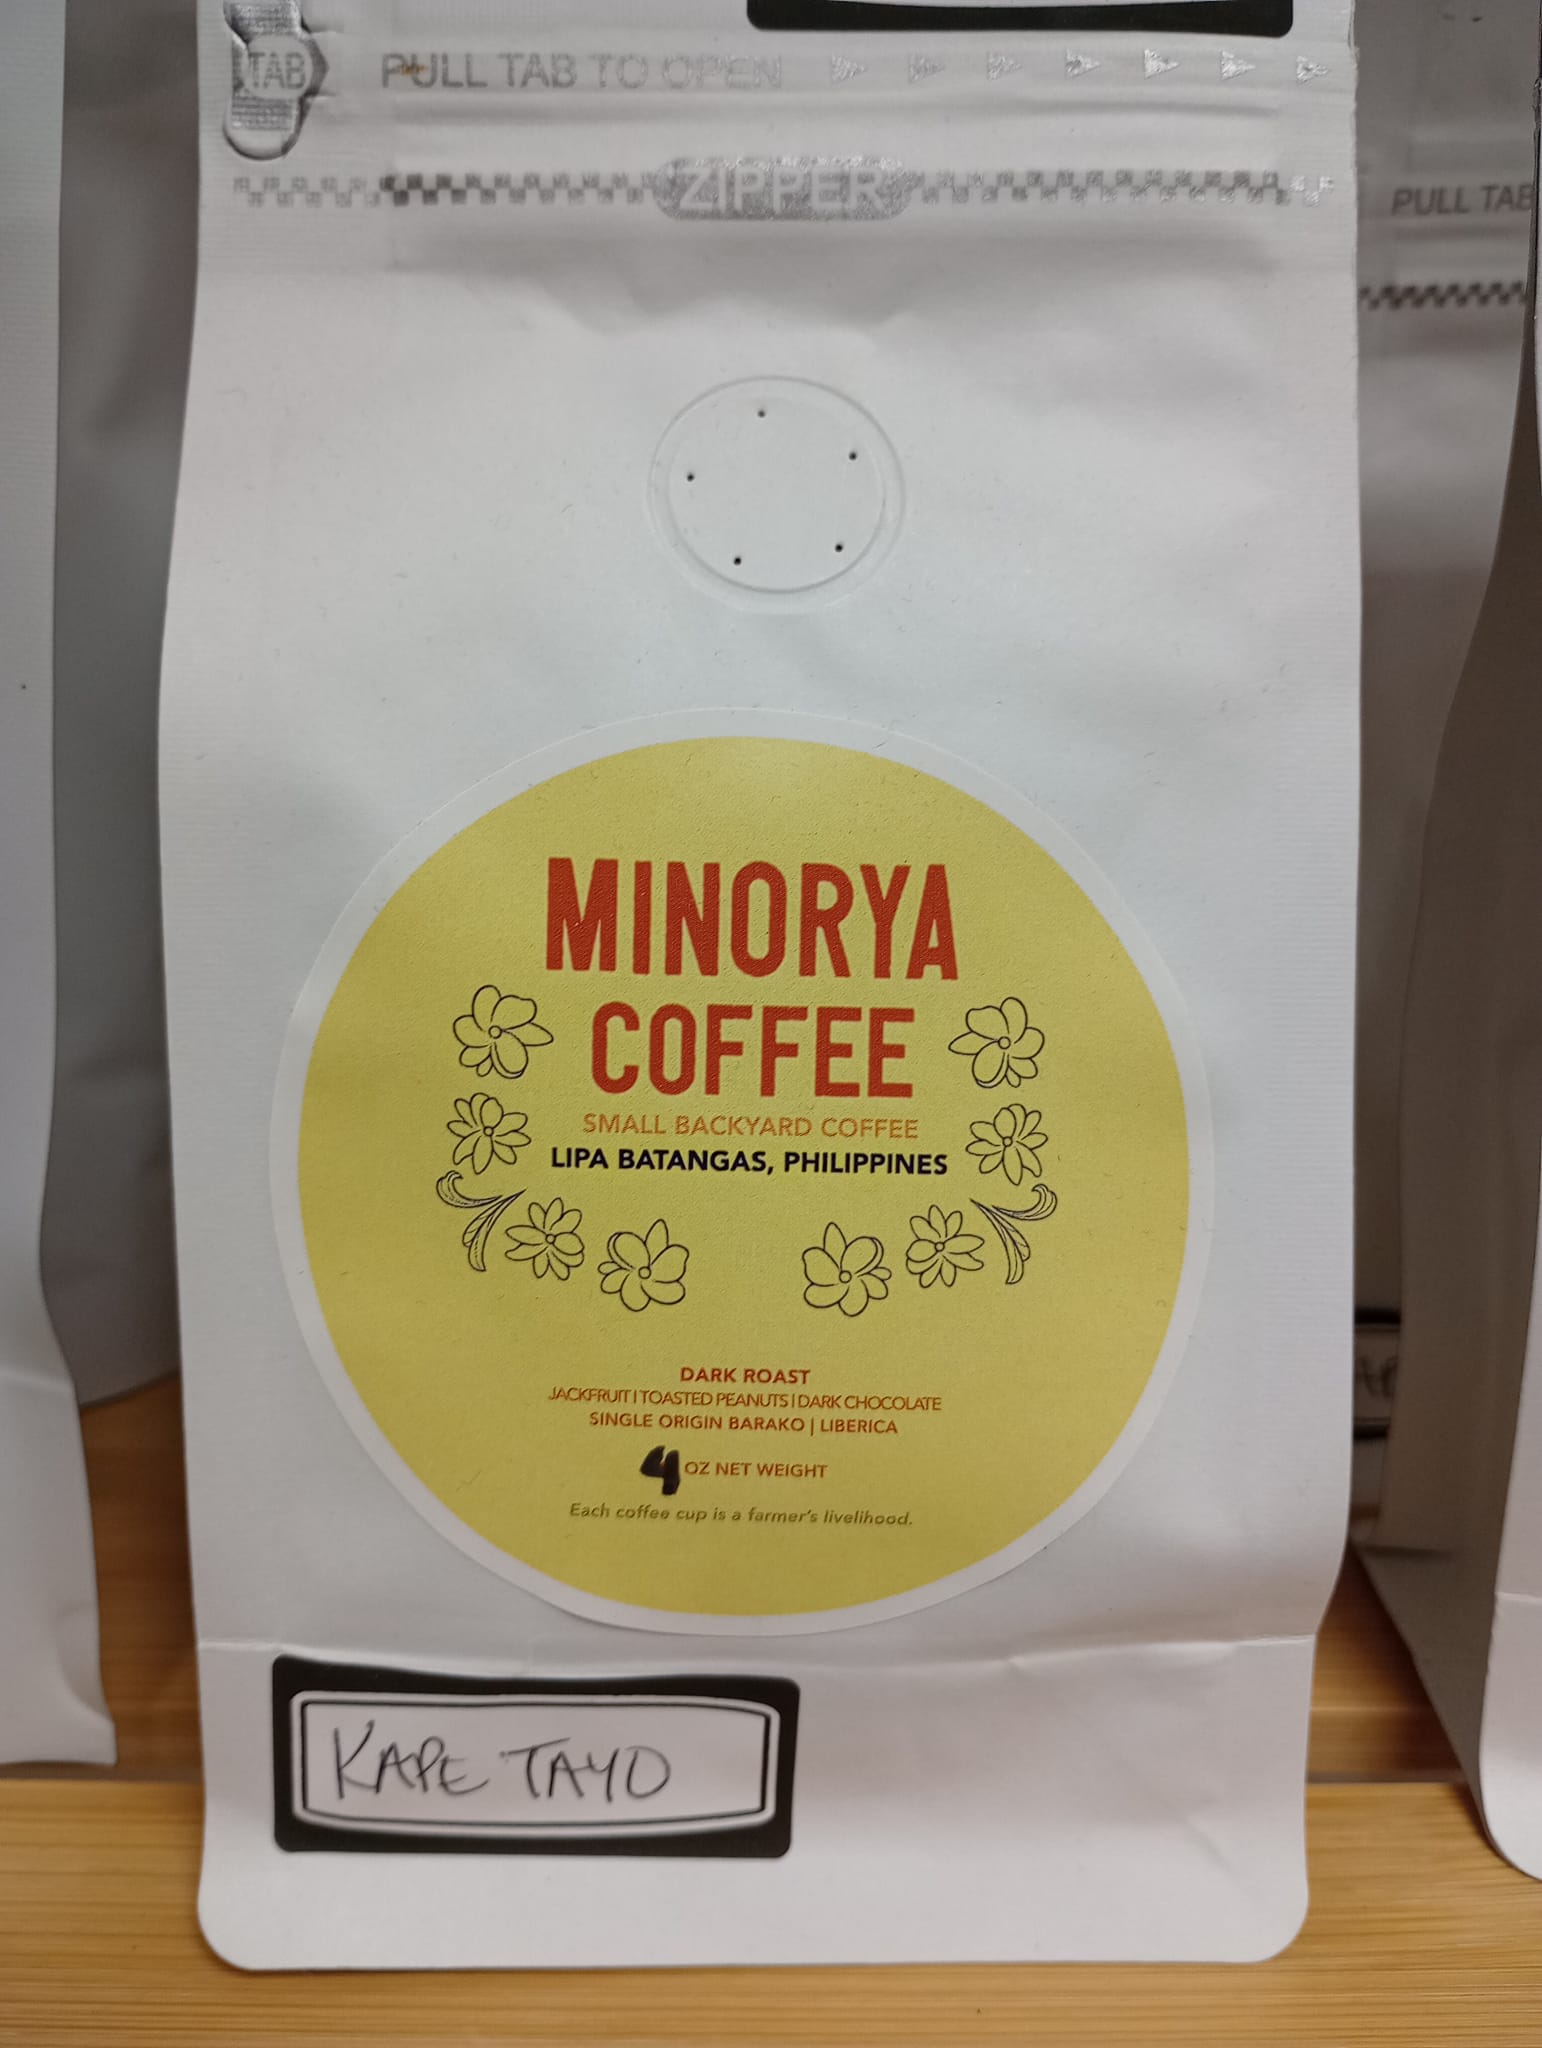 TAB
PULL TAB TO OPEN
ZIPPER
PULL TAB
MINORYA
COFFEE
SMALL BACKYARD COFFEE
LIPA BATANGAS, PHILIPPINES
DARK ROAST
JACKFRUIT | TOASTED PEANUTS | DARK CHOCOLATE
SINGLE ORIGIN BARAKO | LIBERICA
4 OZ NET WEIGHT
Each coffee cup is a farmer's livelihood.
KAPE TAYO